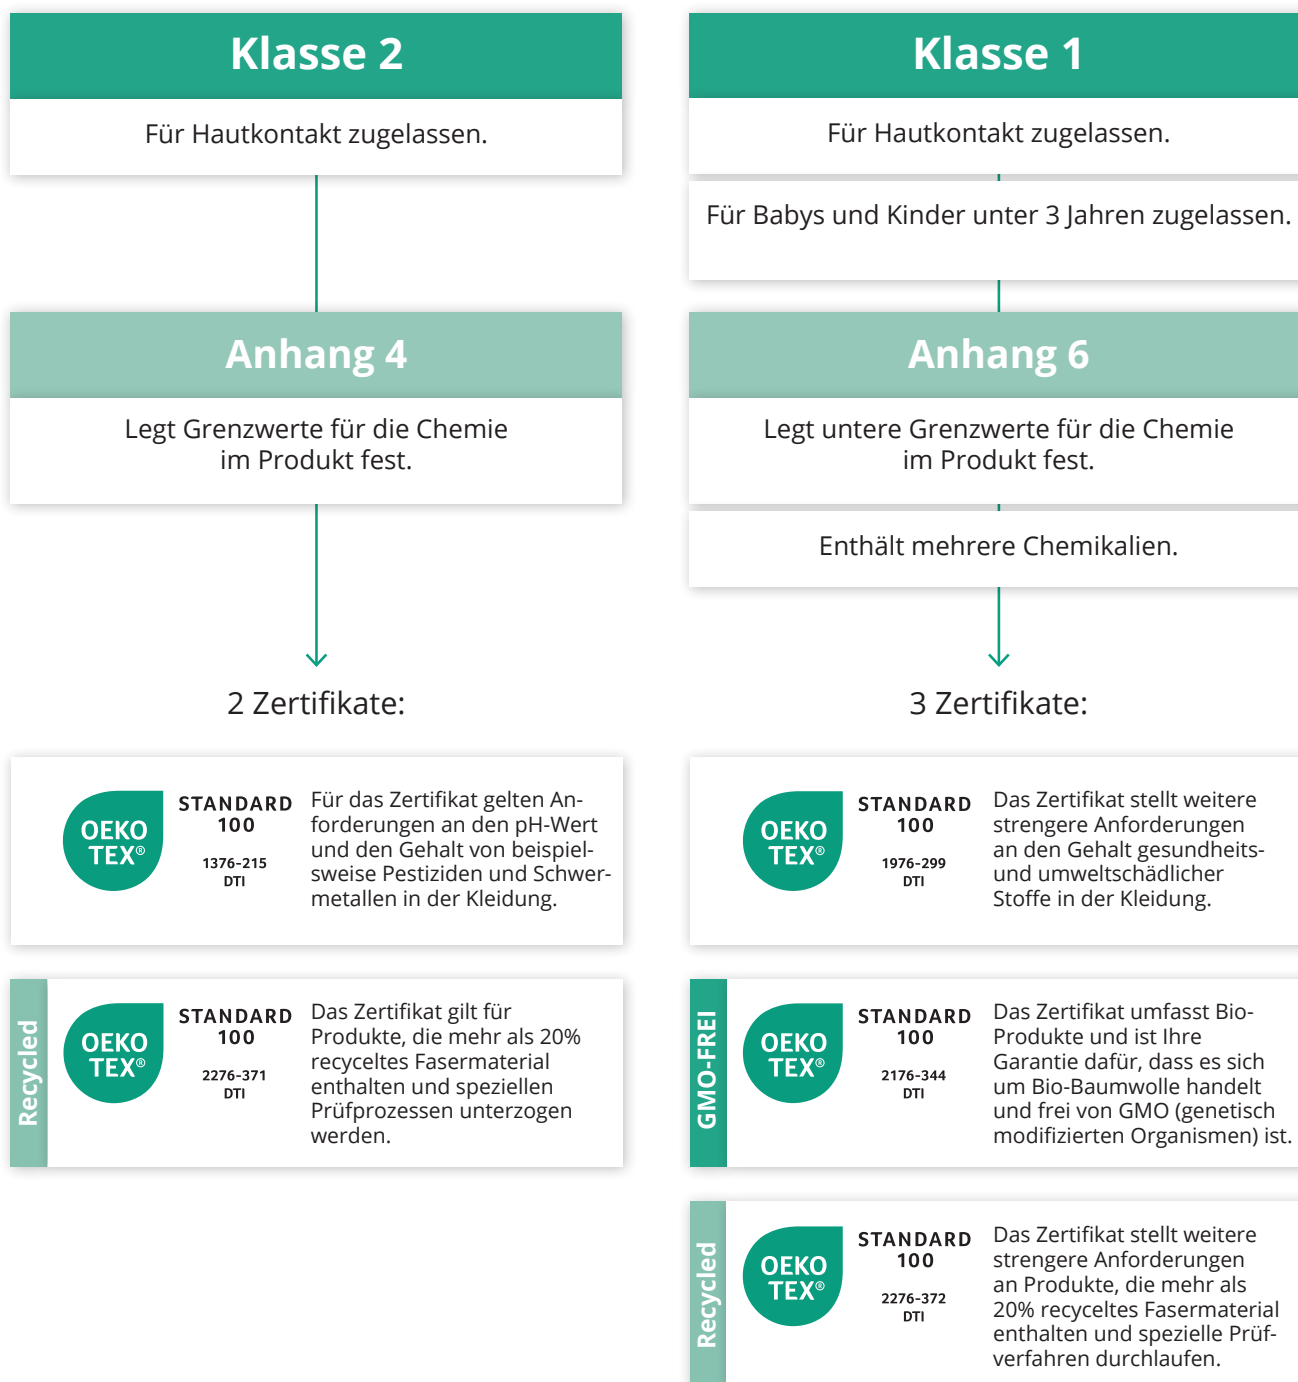 Klasse 2
Für Hautkontakt zugelassen.
Anhang 4
Legt Grenzwerte für die Chemie
im Produkt fest.
2 Zertifikate:
OEKO
TEX®
STANDARD
100
1376-215
DTI
Für das Zertifikat gelten An-
forderungen an den pH-Wert
und den Gehalt von beispiel-
sweise Pestiziden und Schwer-
metallen in der Kleidung.
Recycled
OEKO
TEX®
STANDARD
100
2276-371
DTI
Das Zertifikat gilt für
Produkte, die mehr als 20%
recyceltes Fasermaterial
enthalten und speziellen
Prüfprozessen unterzogen
werden.
Klasse 1
Für Hautkontakt zugelassen.
Für Babys und Kinder unter 3 Jahren zugelassen.
Anhang 6
Legt untere Grenzwerte für die Chemie
im Produkt fest.
Enthält mehrere Chemikalien.
3 Zertifikate:
OEKO
TEX®
STANDARD
100
1976-299
DTI
Das Zertifikat stellt weitere
strengere Anforderungen
an den Gehalt gesundheits-
und umweltschädlicher
Stoffe in der Kleidung.
GMO-FREI
OEKO
TEX®
STANDARD
100
2176-344
DTI
Das Zertifikat umfasst Bio-
Produkte und ist Ihre
Garantie dafür, dass es sich
um Bio-Baumwolle handelt
und frei von GMO (genetisch
modifizierten Organismen) ist.
Recycled
OEKO
TEX®
STANDARD
100
2276-372
DTI
Das Zertifikat stellt weitere
strengere Anforderungen
an Produkte, die mehr als
20% recyceltes Fasermaterial
enthalten und spezielle Prüf-
verfahren durchlaufen.